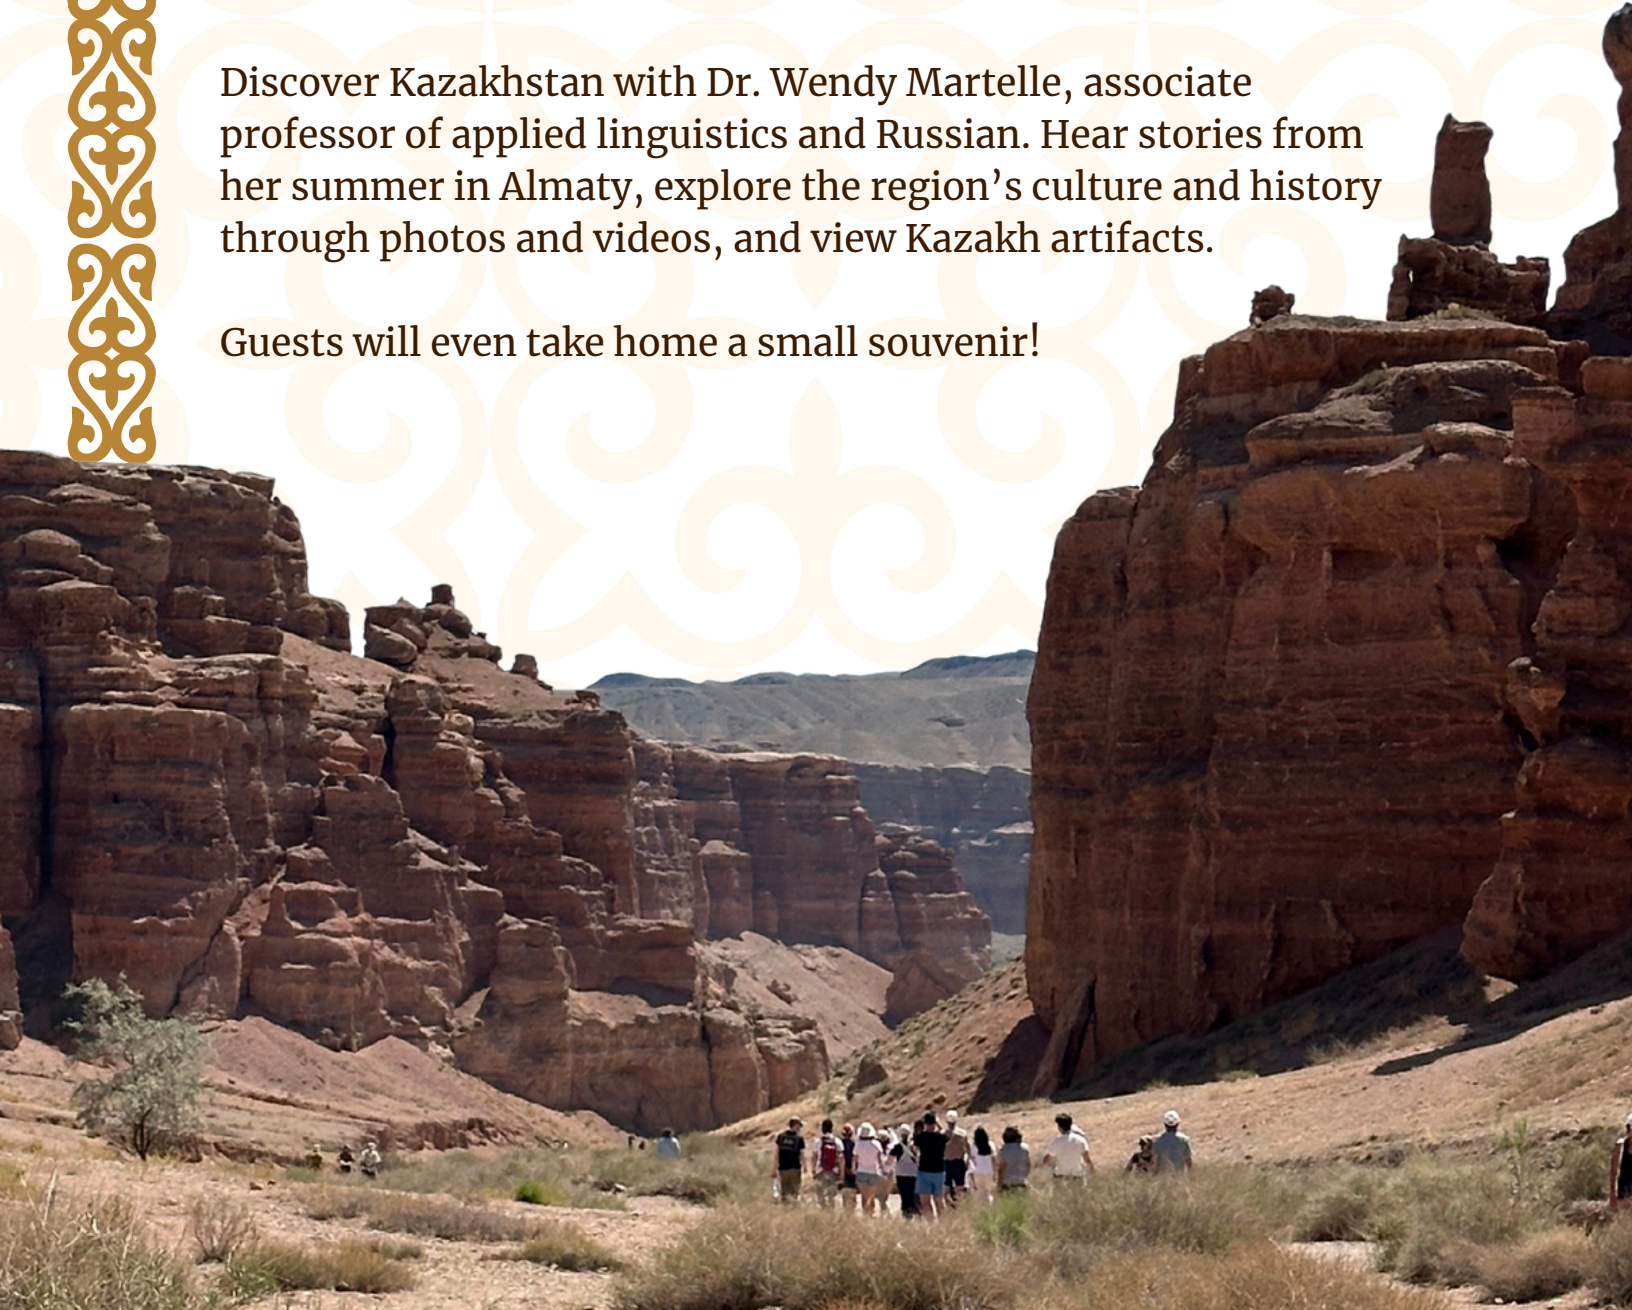 Discover Kazakhstan with Dr. Wendy Martelle, associate
professor of applied linguistics and Russian. Hear stories from
her summer in Almaty, explore the region’s culture and history
through photos and videos, and view Kazakh artifacts.
Guests will even take home a small souvenir!